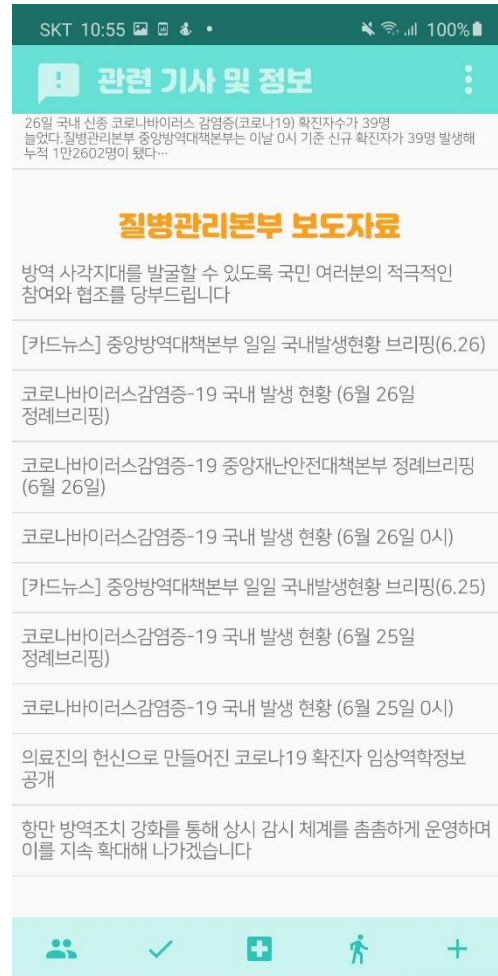 SKT 10:55
100%
관련 기사 및 정보
26일 국내 신종 코로나바이러스 감염증(코로나19) 확진자수가 39명
늘었다.질병관리본부 중앙방역대책본부는 이날 0시 기준 신규 확진자가 39명 발생해
누적 1만2602명이 됐다…
질병관리본부 보도자료
방역 사각지대를 발굴할 수 있도록 국민 여러분의 적극적인
참여와 협조를 당부드립니다
[카드뉴스] 중앙방역대책본부 일일 국내발생현황 브리핑(6.26)
코로나바이러스감염증-19 국내 발생 현황 (6월 26일
정례브리핑)
코로나바이러스감염증-19 중앙재난안전대책본부 정례브리핑
(6월 26일)
코로나바이러스감염증-19 국내 발생 현황 (6월 26일 0시)
[카드뉴스] 중앙방역대책본부 일일 국내발생현황 브리핑(6.25)
코로나바이러스감염증-19 국내 발생 현황 (6월 25일
정례브리핑)
코로나바이러스감염증-19 국내 발생 현황 (6월 25일 0시)
의료진의 헌신으로 만들어진 코로나19 확진자 임상역학정보
공개
항만 방역조치 강화를 통해 상시 감시 체계를 촘촘하게 운영하며
이를 지속 확대해 나가겠습니다